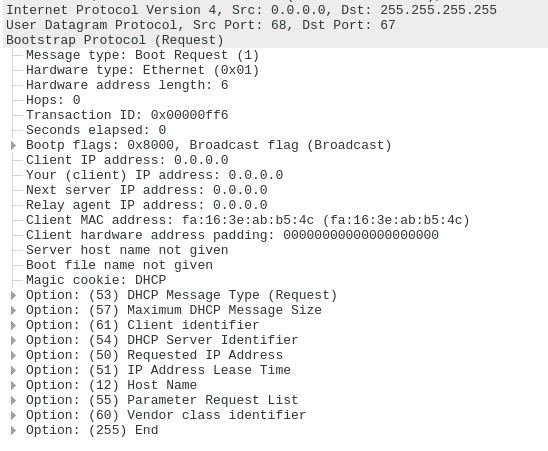 Internet Protocol Version 4, Src: 0.0.0.0, Dst: 255.255.255.255
User Datagram Protocol, Src Port: 68, Dst Port: 67
Bootstrap Protocol (Request)
Message type: Boot Request (1)
Hardware type: Ethernet (0x01)
Hardware address length: 6
Hops: 0
Transaction ID: 0x00000ff6
Seconds elapsed: 0
Bootp flags: 0x8000, Broadcast flag (Broadcast)
Client IP address: 0.0.0.0
Your (client) IP address: 0.0.0.0
Next server IP address: 0.0.0.0
Relay agent IP address: 0.0.0.0
Client MAC address: fa:16:3e:ab:b5:4c (fa:16:3e:ab:b5:4c)
Client hardware address padding: 00000000000000000000
Server host name not given
Boot file name not given
Magic cookie: DHCP
Option: (53) DHCP Message Type (Request)
Option: (57) Maximum DHCP Message Size
Option: (61) Client identifier
Option: (54) DHCP Server Identifier
Option: (50) Requested IP Address
Option: (51) IP Address Lease Time
Option: (12) Host Name
Option: (55) Parameter Request List
Option: (60) Vendor class identifier
Option: (255) End